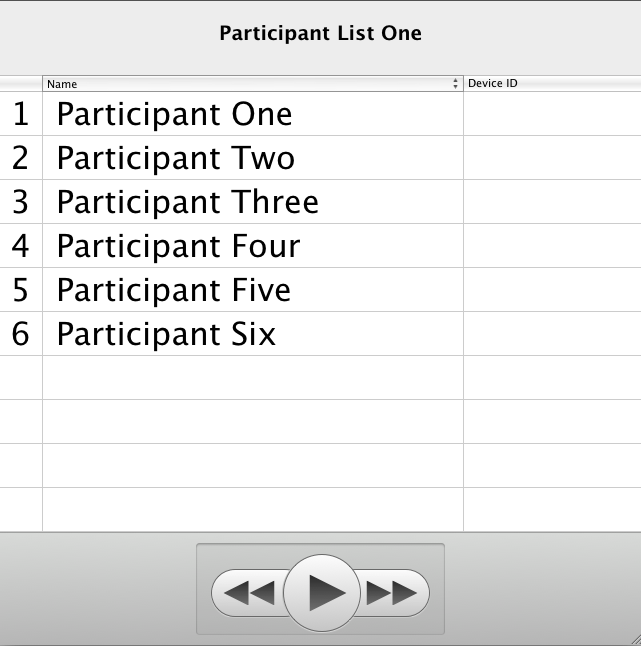 Participant List One
Name Device ID
1 Participant One
2 Participant Two
3 Participant Three
4 Participant Four
5 Participant Five
6 Participant Six